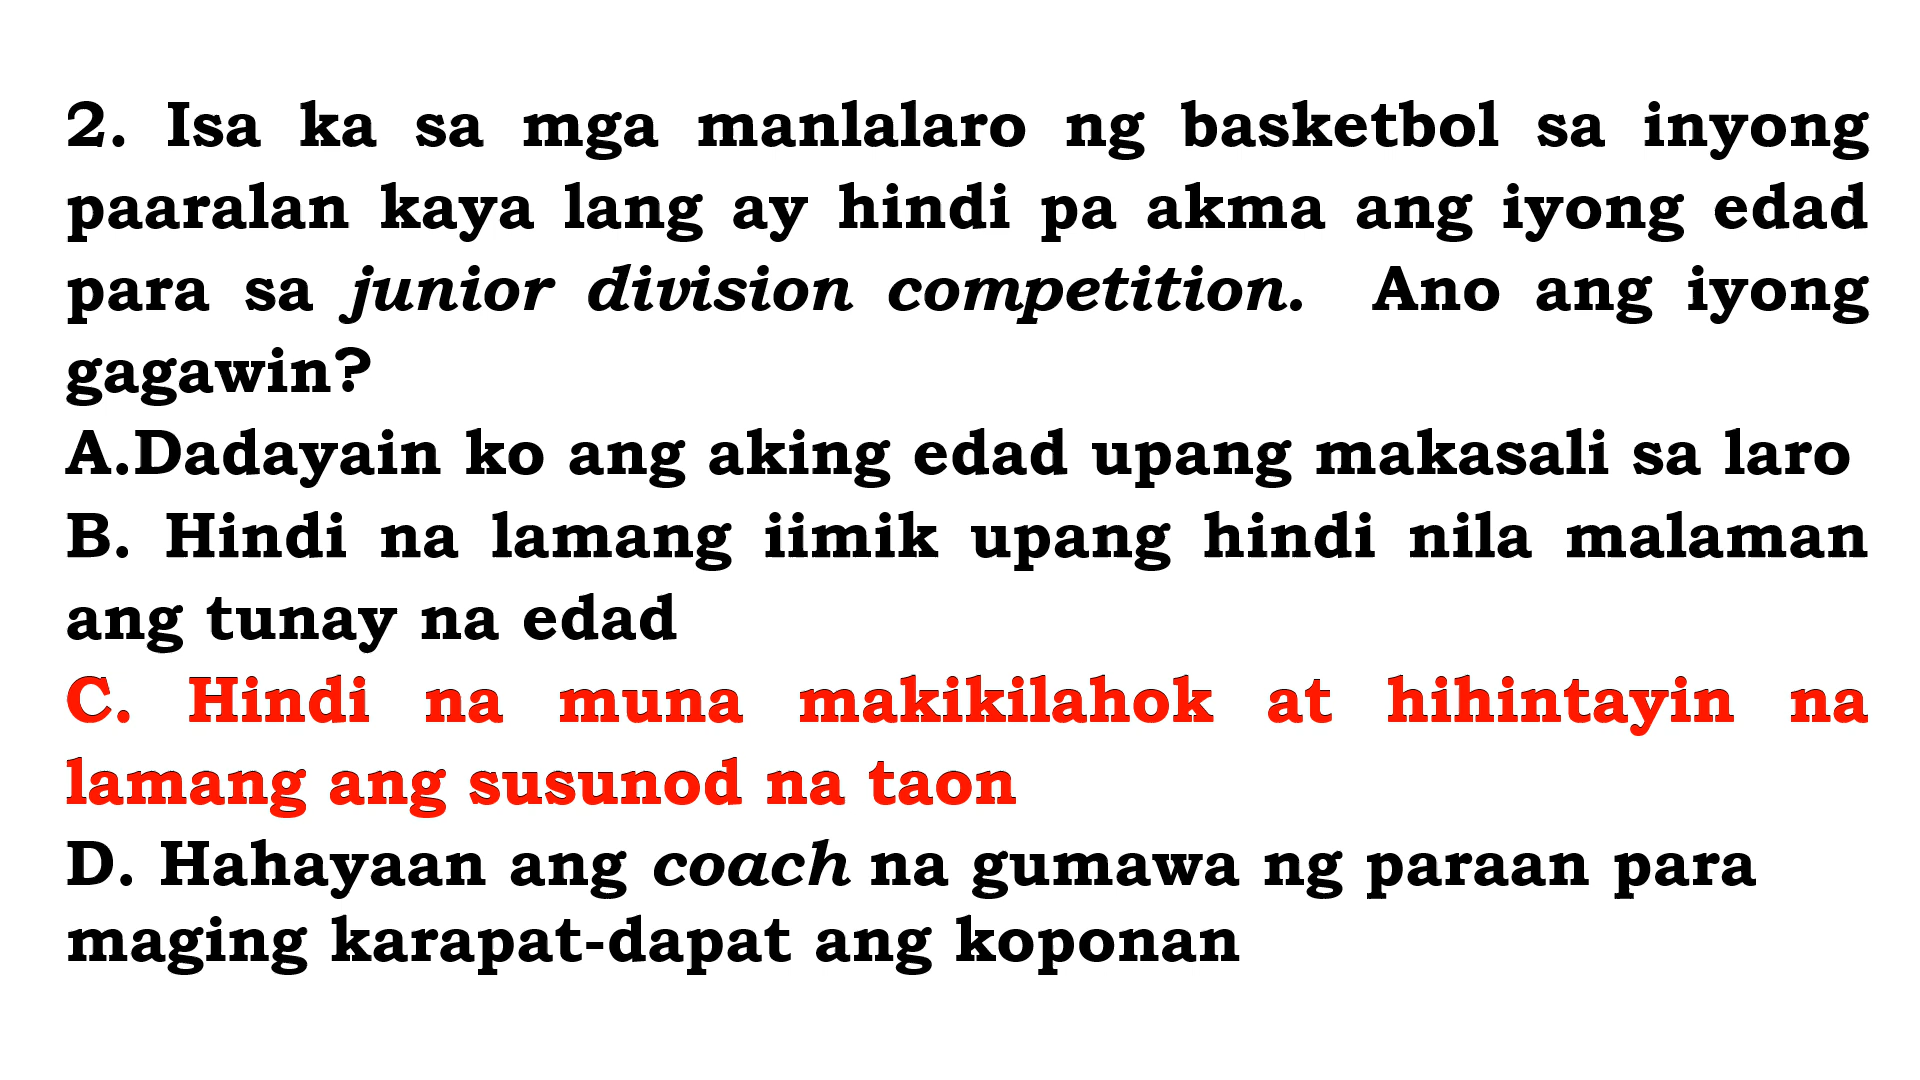 2. Isa ka sa mga manlalaro ng basketbol sa inyong
paaralan kaya lang ay hindi pa akma ang iyong edad
para sa junior division competition. Ano ang iyong
gagawin?
A.Dadayain ko ang aking edad upang makasali sa laro
B. Hindi na lamang iimik upang hindi nila malaman
ang tunay na edad
C. Hindi na muna makikilahok at hihintayin na
lamang ang susunod na taon
D. Hahayaan ang coach na gumawa ng paraan para
maging karapat-dapat ang koponan